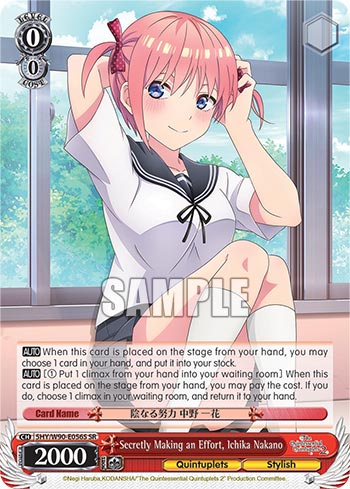 LEVEL
0
0
COST
SAMPLE
AUTO When this card is placed on the stage from your hand, you may
choose 1 card in your hand, and put it into your stock.
AUTO [① Put 1 climax from your hand into your waiting room] When this
card is placed on the stage from your hand, you may pay the cost. If you
do, choose 1 climax in your waiting room, and return it to your hand.
Card Name
陰なる努力 中野 一花
CH 5HY/W90-E056S SR
Secretly Making an Effort, Ichika Nakano
2000
Quintuplets
Stylish
©Negi Haruba,KODANSHA/"The Quintessential Quintuplets 2" Production Committee.